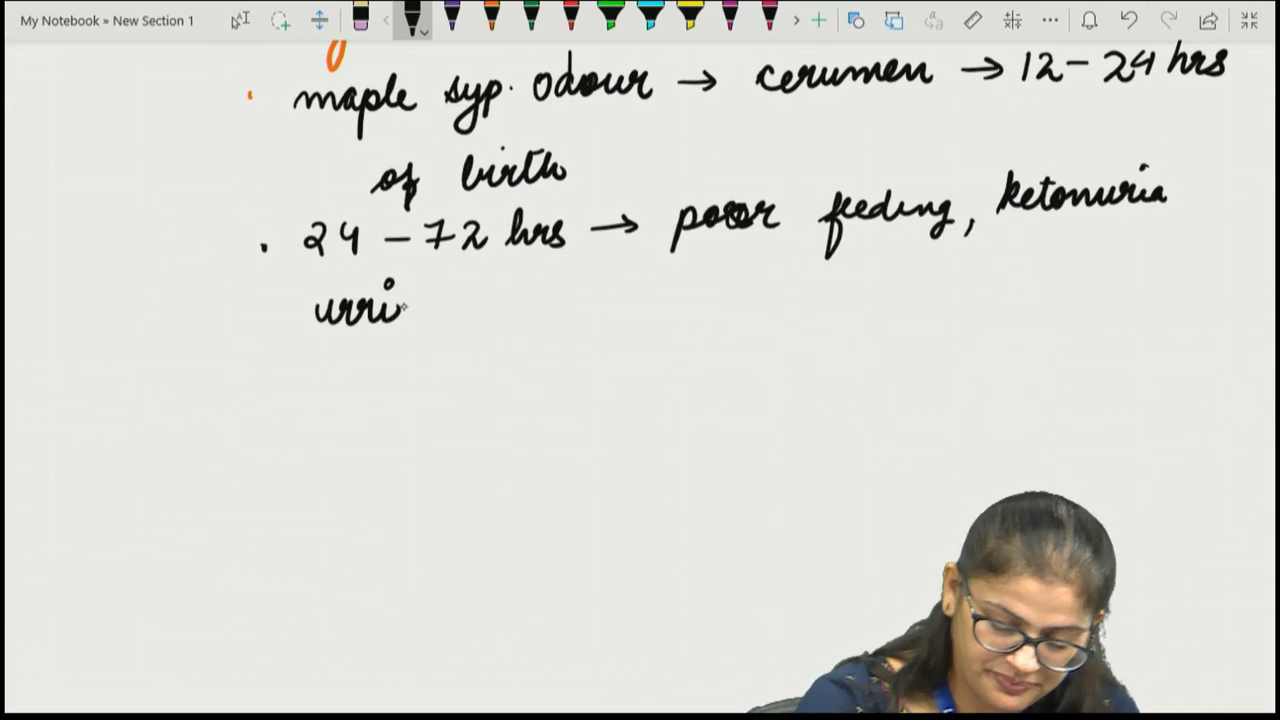 My Notebook » New Section 1
maple syp. odour → cerumen → 12 - 24 hrs
of birth
. 24 - 72 hrs → poor feeding, ketonuria
urri